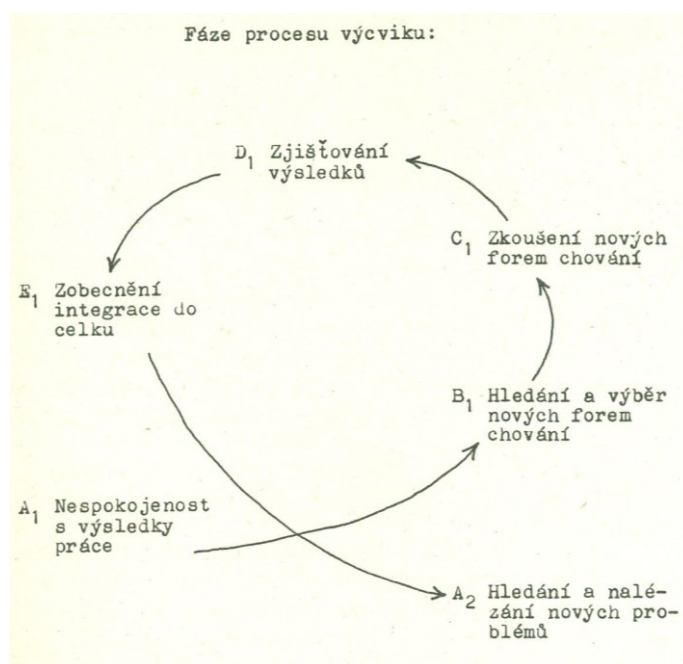 Fáze procesu výcviku:
D1 Zjišťování
výsledků
C1 Zkoušení nových
forem chování
E1 Zobecnění
integrace do
celku
B1 Hledání a výběr
nových forem
chování
A1 Nespokojenost
s výsledky
práce
A2 Hledání a nalé-
zání nových pro-
blémů